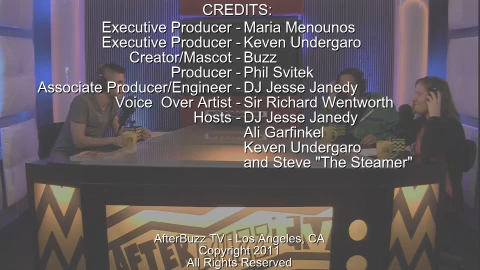 CREDITS:
Executive Producer - Maria Menounos
Executive Producer - Keven Undergaro
Creator/Mascot - Buzz
Producer - Phil Svitek
Associate Producer/Engineer - DJ Jesse Janedy
Voice Over Artist - Sir Richard Wentworth
Hosts - DJ Jesse Janedy
Ali Garfinkel
Keven Undergaro
and Steve "The Steamer"
AfterBuzz TV - Los Angeles, CA
Copyright 2011
All Rights Reserved